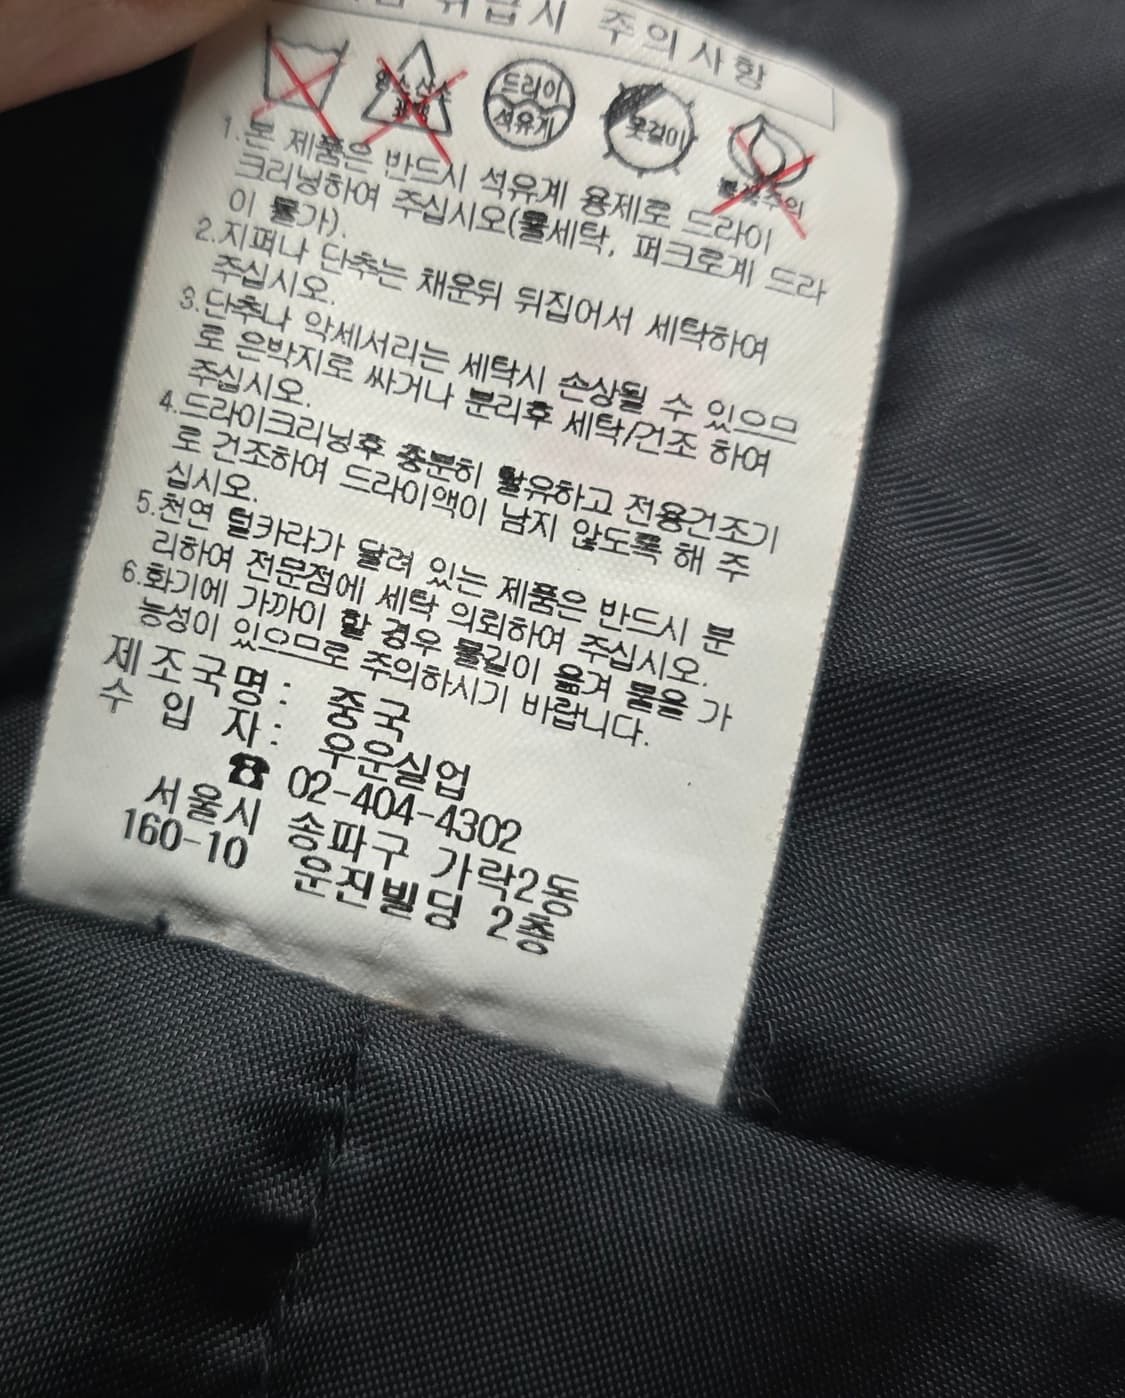 취급시 주의사항
드라이
석유계
옷걸이
1.본 제품은 반드시 석유계 용제로 드라이
크리닝하여 주십시오(물세탁, 퍼크로계 드라
이 불가).
2.지퍼나 단추는 채운뒤 뒤집어서 세탁하여
주십시오.
3.단추나 악세서리는 세탁시 손상될 수 있으므
로 은박지로 싸거나 분리후 세탁/건조 하여
주십시오.
4.드라이크리닝후 충분히 탈유하고 전용건조기
로 건조하여 드라이액이 남지 않도록 해 주
십시오.
5.천연 털카라가 달려 있는 제품은 반드시 분
리하여 전문점에 세탁 의뢰하여 주십시오.
6.화기에 가까이 할 경우 불길이 옮겨 붙을 가
능성이 있으므로 주의하시기 바랍니다.
제조국명: 중국
수 입 자: 우운실업
☎ 02-404-4302
서울시 송파구 가락2동
160-10 운진빌딩 2층